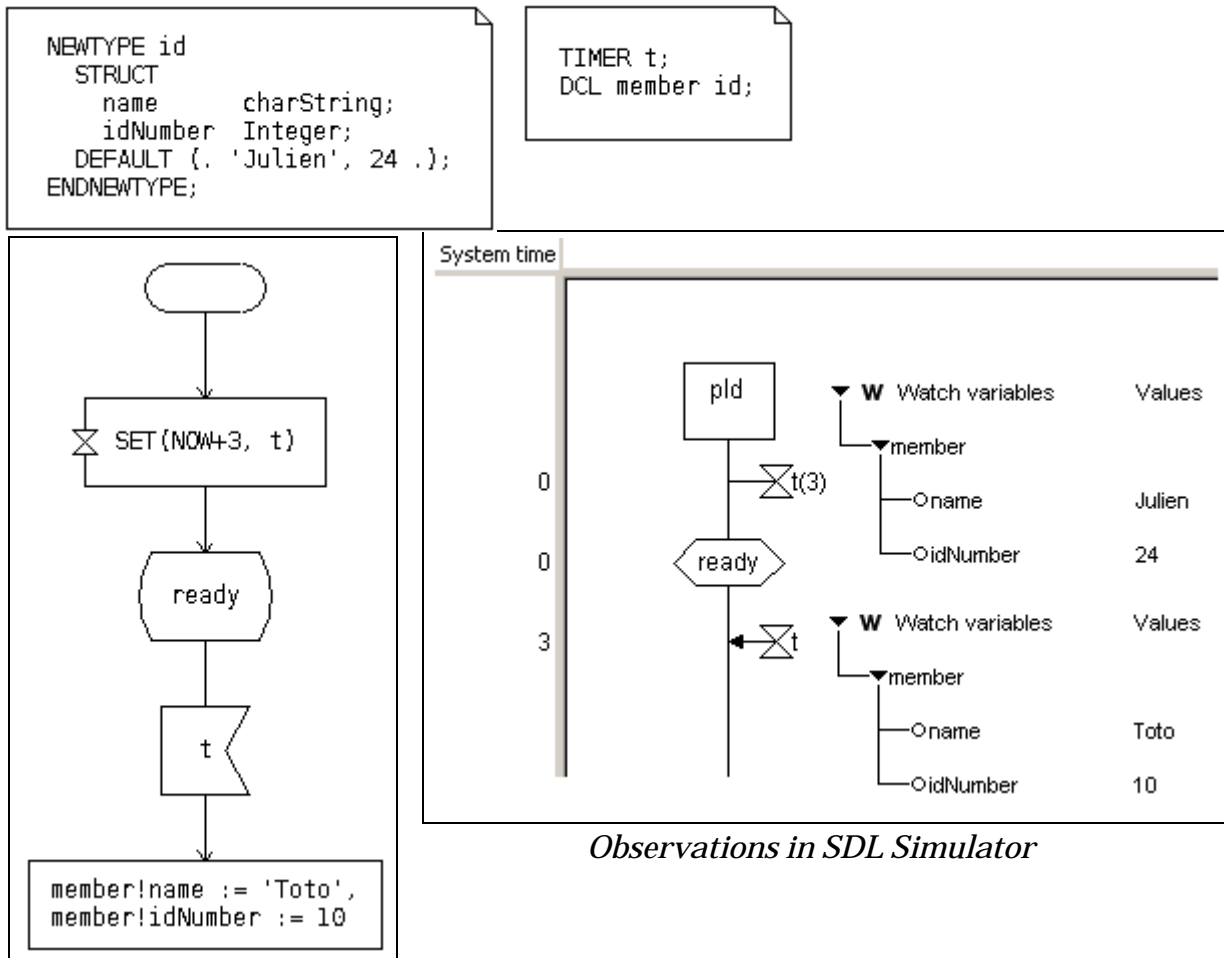 NEWTYPE id
STRUCT
name charString;
idNumber Integer;
DEFAULT (. 'Julien', 24 .);
ENDNEWTYPE;
TIMER t;
DCL member id;
SET(NOW+3, t)
ready
t
member!name := 'Toto',
member!idNumber := 10
System time
pId
W Watch variables Values
member
0 t(3)
name Julien
0 ready
idNumber 24
3 t
W Watch variables Values
member
name Toto
idNumber 10
Observations in SDL Simulator